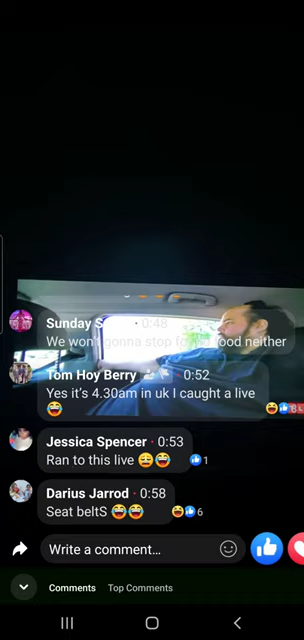 Sunday S · 0:48
We won't gonna stop fo food neither
Tom Hoy Berry · 0:52
Yes it's 4.30am in uk I caught a live
😂
Jessica Spencer · 0:53
Ran to this live 😩😂 1
Darius Jarrod · 0:58
Seat beltS 😂😂 6
Write a comment...
Comments Top Comments